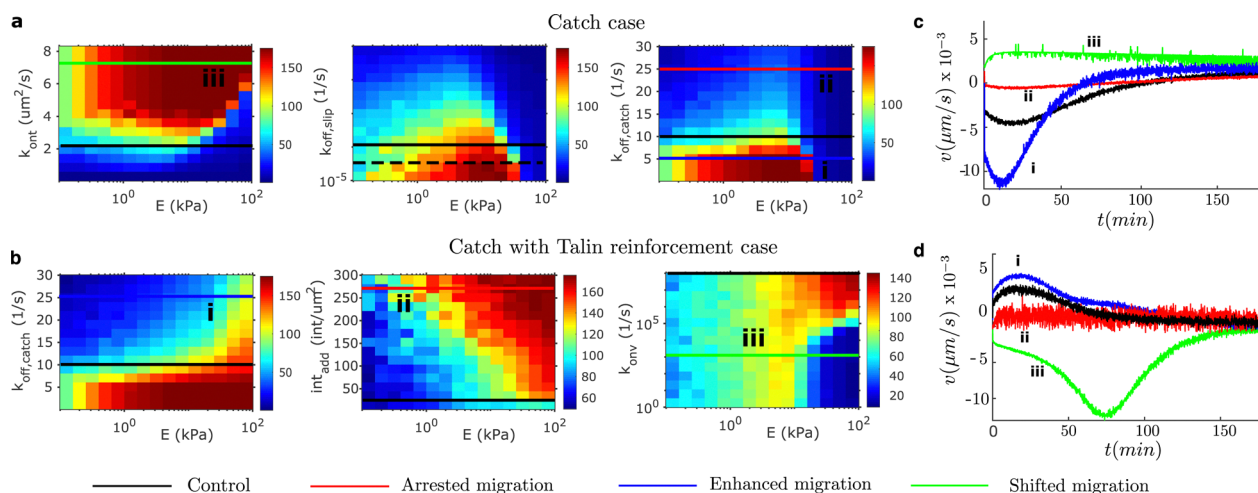 a
Catch case
k_ont (um²/s)
8
6
4
2
10⁰
10²
E (kPa)
150
100
50
iii
k_off,slip (1/s)
10⁻⁵
10⁰
10²
E (kPa)
150
100
50
k_off,catch (1/s)
30
25
20
15
10
5
10⁰
10²
E (kPa)
150
100
50
ii
i
c
v(μm/s) x 10⁻³
5
0
-5
-10
0
50
100
150
t(min)
iii
ii
i
b
Catch with Talin reinforcement case
k_off,catch (1/s)
30
25
20
15
10
5
10⁰
10²
E (kPa)
150
100
50
i
int_add (int/um²)
300
250
200
150
100
50
10⁰
10²
E (kPa)
160
140
120
100
80
60
ii
k_onv (1/s)
10⁵
10⁰
10⁰
10²
E (kPa)
140
120
100
80
60
40
20
iii
d
v(μm/s) x 10⁻³
5
0
-5
-10
0
50
100
150
t(min)
i
ii
iii
Control
Arrested migration
Enhanced migration
Shifted migration